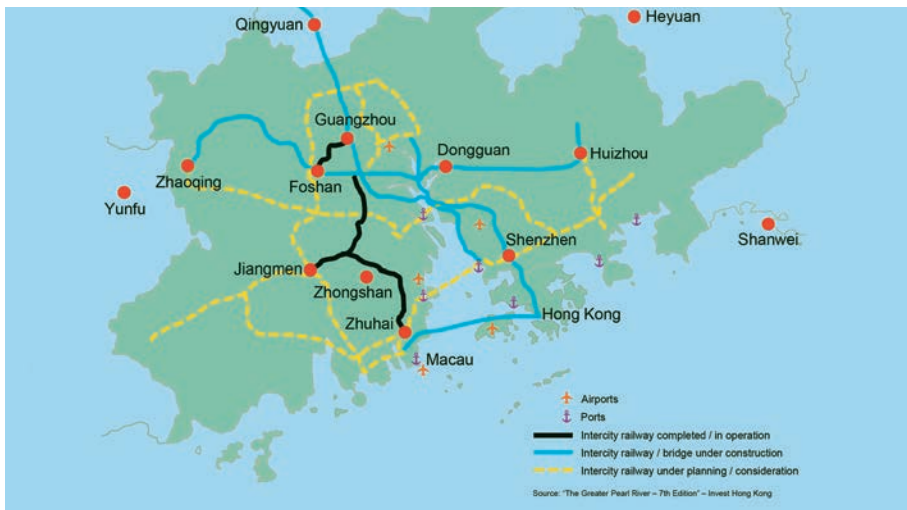 Qingyuan
Heyuan
Guangzhou
Dongguan
Huizhou
Zhaoqing
Foshan
Yunfu
Shanwei
Shenzhen
Jiangmen
Zhongshan
Hong Kong
Zhuhai
Macau
Airports
Ports
Intercity railway completed / in operation
Intercity railway / bridge under construction
Intercity railway under planning / consideration
Source: "The Greater Pearl River – 7th Edition" – Invest Hong Kong